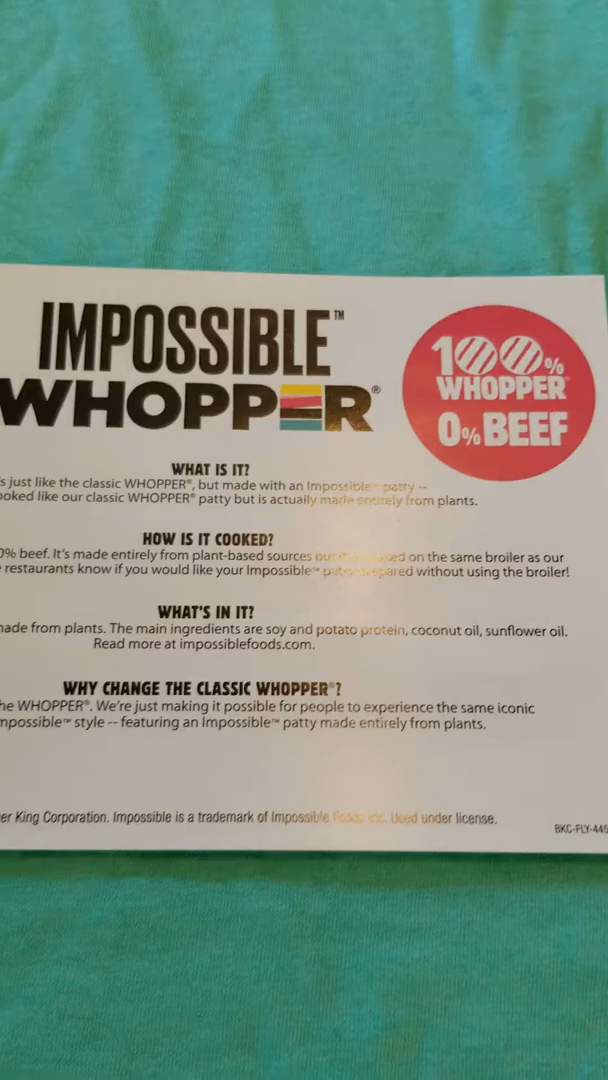 IMPOSSIBLE™
WHOPPER®
100%
WHOPPER®
0% BEEF
WHAT IS IT?
s just like the classic WHOPPER®, but made with an Impossible™ patty --
ooked like our classic WHOPPER® patty but is actually made entirely from plants.
HOW IS IT COOKED?
0% beef. It's made entirely from plant-based sources on the same broiler as our
restaurants know if you would like your Impossible™ patty prepared without using the broiler!
WHAT'S IN IT?
made from plants. The main ingredients are soy and potato protein, coconut oil, sunflower oil.
Read more at impossiblefoods.com.
WHY CHANGE THE CLASSIC WHOPPER®?
he WHOPPER®. We're just making it possible for people to experience the same iconic
mpossible™ style -- featuring an Impossible™ patty made entirely from plants.
er King Corporation. Impossible is a trademark of Impossible Foods Inc. Used under license.
BKC-FLY-445